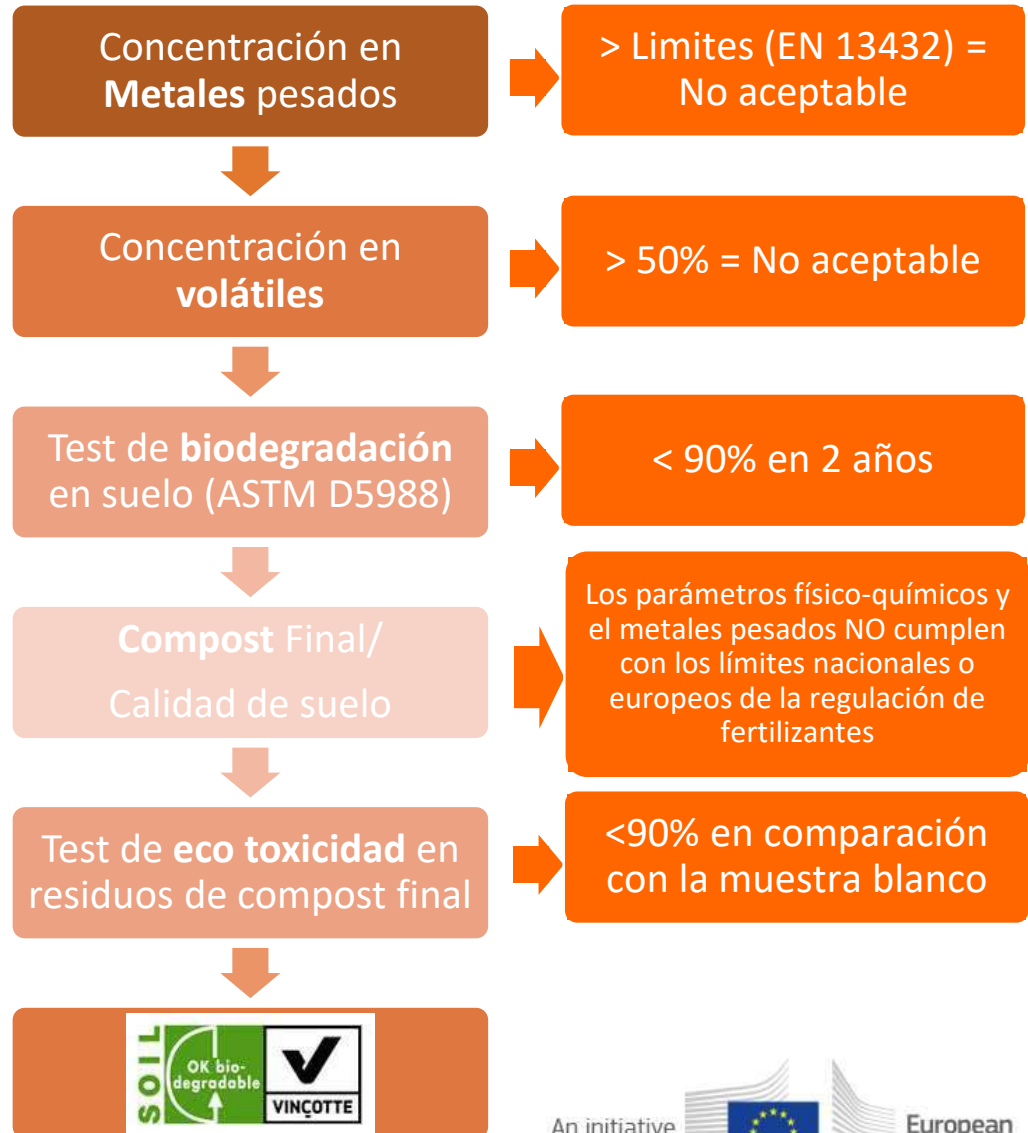 Concentración en
Metales pesados
> Limites (EN 13432) =
No aceptable
Concentración en
volátiles
> 50% = No aceptable
Test de biodegradación
en suelo (ASTM D5988)
< 90% en 2 años
Compost Final/
Calidad de suelo
Los parámetros físico-químicos y
el metales pesados NO cumplen
con los límites nacionales o
europeos de la regulación de
fertilizantes
Test de eco toxicidad en
residuos de compost final
<90% en comparación
con la muestra blanco
SOIL
OK bio-
degradable
VINÇOTTE
An initiative
European